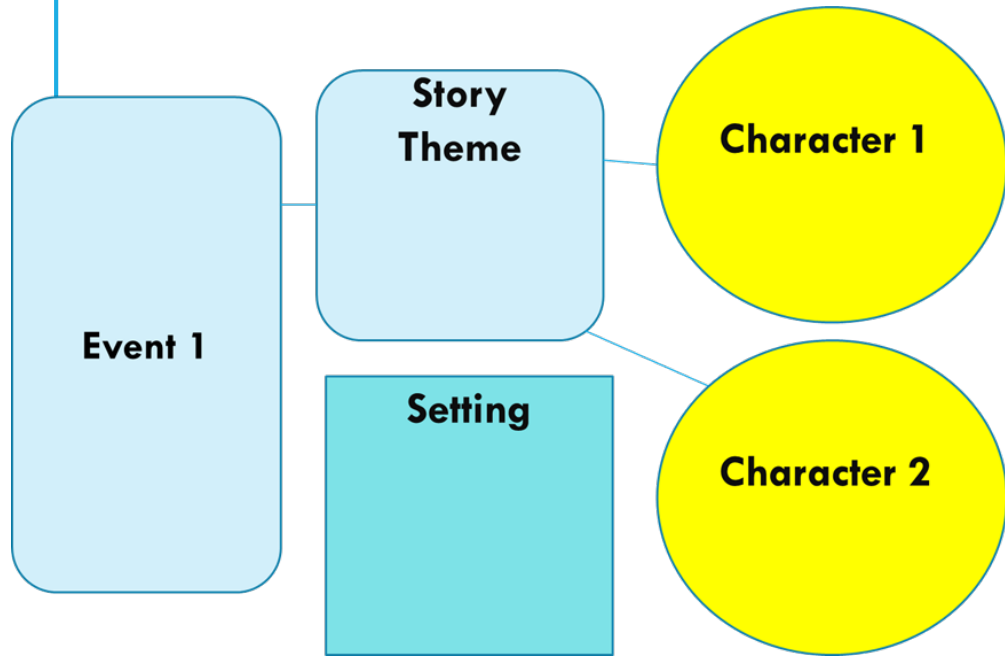 Event 1
Story
Theme
Setting
Character 1
Character 2